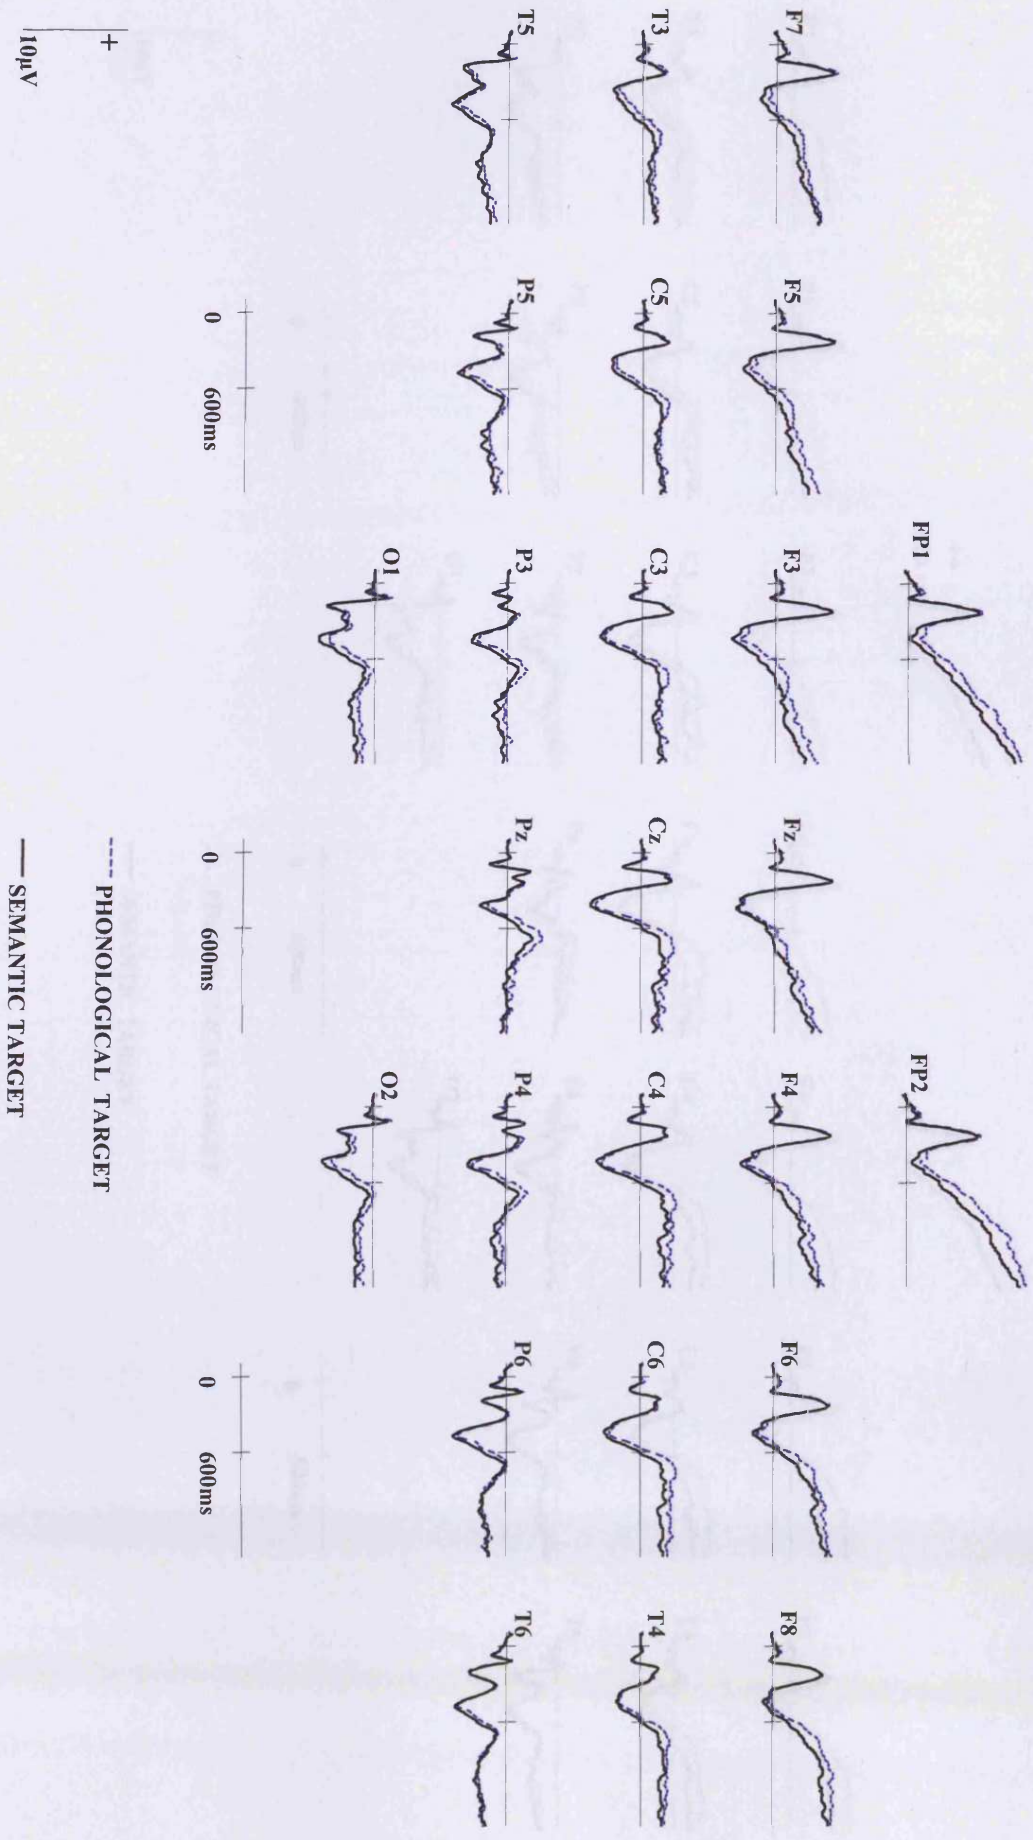 FP1 FP2
F7 F5 F3 Fz F4 F6 F8
T3 C5 C3 Cz C4 C6 T4
T5 P5 P3 Pz P4 P6 T6
O1 O2
0 600ms 0 600ms 0 600ms
+
PHONOLOGICAL TARGET
10µV
SEMANTIC TARGET